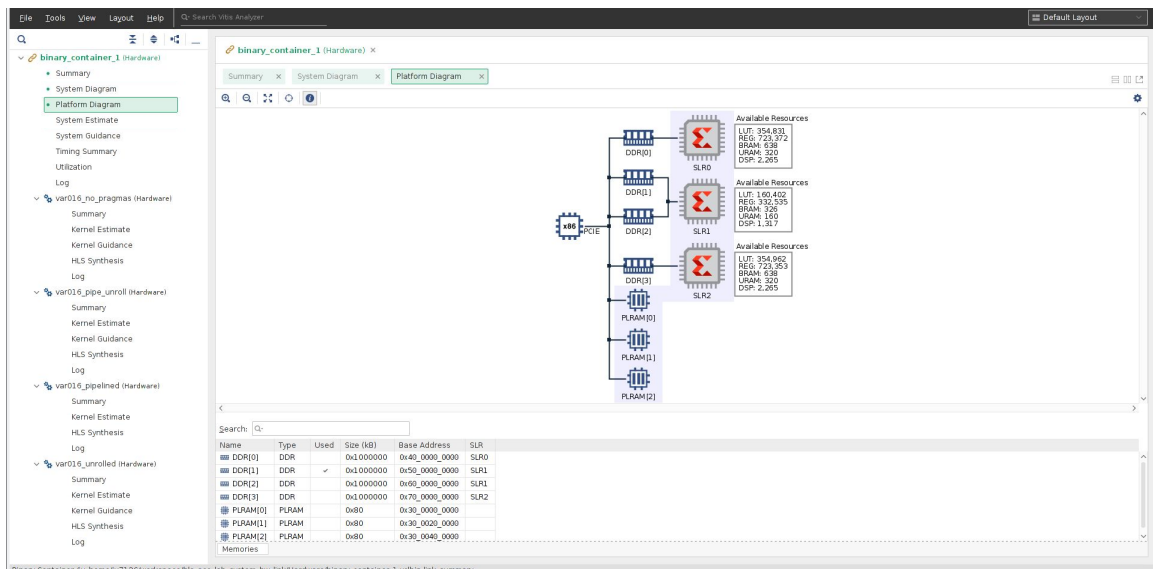 File Tools View Layout Help Search Vitis Analyzer Default Layout
binary_container_1 (Hardware)
Summary
System Diagram
Platform Diagram
System Estimate
System Guidance
Timing Summary
Utilization
Log
var016_no_pragmas (Hardware)
Summary
Kernel Estimate
Kernel Guidance
HLS Synthesis
Log
var016_pipe_unroll (Hardware)
Summary
Kernel Estimate
Kernel Guidance
HLS Synthesis
Log
var016_pipelined (Hardware)
Summary
Kernel Estimate
HLS Synthesis
Log
var016_unrolled (Hardware)
Summary
Kernel Estimate
Kernel Guidance
HLS Synthesis
Log
binary_container_1 (Hardware) ×
Summary × System Diagram × Platform Diagram ×
x86
PCIE
DDR[0]
DDR[1]
DDR[2]
DDR[3]
PLRAM[0]
PLRAM[1]
PLRAM[2]
SLR0
Available Resources
LUT: 354,831
REG: 723,372
BRAM: 638
URAM: 320
DSP: 2,265
SLR1
Available Resources
LUT: 160,402
REG: 332,535
BRAM: 326
URAM: 160
DSP: 1,317
SLR2
Available Resources
LUT: 354,962
REG: 723,353
BRAM: 638
URAM: 320
DSP: 2,265
Search:
Name Type Used Size (kB) Base Address SLR
DDR[0] DDR 0x1000000 0x40_0000_0000 SLR0
DDR[1] DDR ✓ 0x1000000 0x50_0000_0000 SLR1
DDR[2] DDR 0x1000000 0x60_0000_0000 SLR1
DDR[3] DDR 0x1000000 0x70_0000_0000 SLR2
PLRAM[0] PLRAM 0x80 0x30_0000_0000
PLRAM[1] PLRAM 0x80 0x30_0020_0000
PLRAM[2] PLRAM 0x80 0x30_0040_0000
Memories